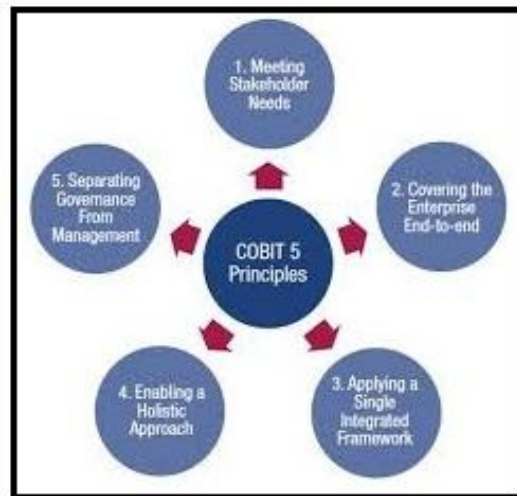 1. Meeting
Stakeholder
Needs
5. Separating
Governance
From
Management
2. Covering the
Enterprise
End-to-end
COBIT 5
Principles
4. Enabling a
Holistic
Approach
3. Applying a
Single
Integrated
Framework